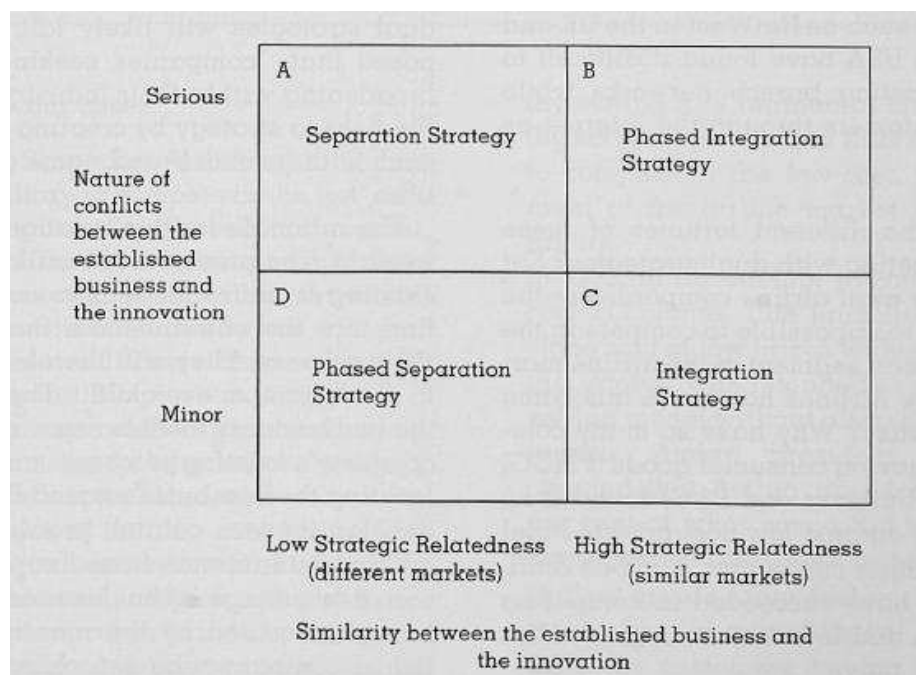 A
B
Serious
Separation Strategy
Phased Integration
Strategy
Nature of
conflicts
between the
established
business and
the innovation
D
C
Phased Separation
Strategy
Integration
Strategy
Minor
Low Strategic Relatedness
(different markets)
High Strategic Relatedness
(similar markets)
Similarity between the established business and
the innovation